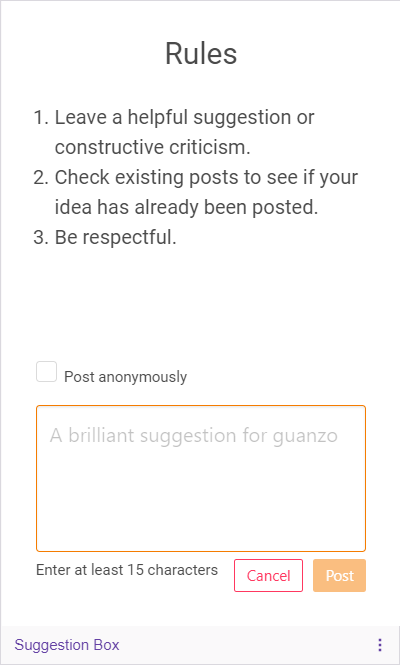 Rules
1. Leave a helpful suggestion or
constructive criticism.
2. Check existing posts to see if your
idea has already been posted.
3. Be respectful.
Post anonymously
A brilliant suggestion for guanzo
Enter at least 15 characters
Cancel
Post
Suggestion Box